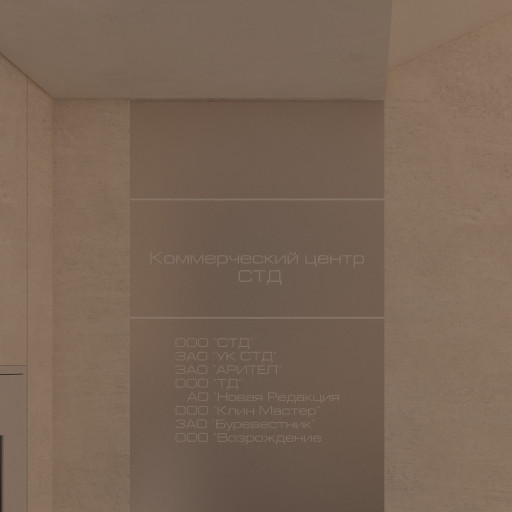 Коммерческий центр
СТД
ООО "СТД"
ЗАО "УК СТД"
ЗАО "АРИТЕЛ"
ООО "ТД"
АО "Новая Редакция
ООО "Клин Мастер"
ЗАО "Буревестник"
ООО "Возрождение